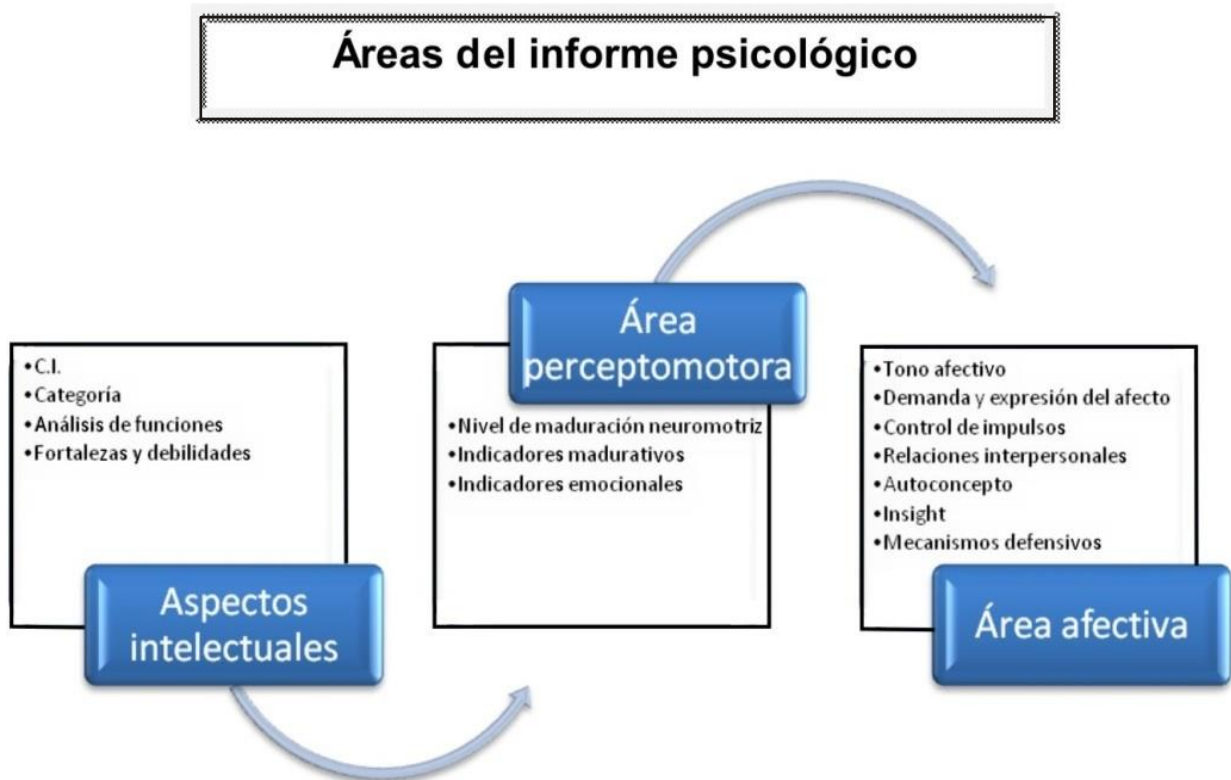 Áreas del informe psicológico
•C.I.
•Categoría
•Análisis de funciones
•Fortalezas y debilidades
Aspectos
intelectuales
Área
perceptomotora
•Nivel de maduración neuromotriz
•Indicadores madurativos
•Indicadores emocionales
•Tono afectivo
•Demanda y expresión del afecto
•Control de impulsos
•Relaciones interpersonales
•Autoconcepto
•Insight
•Mecanismos defensivos
Área afectiva